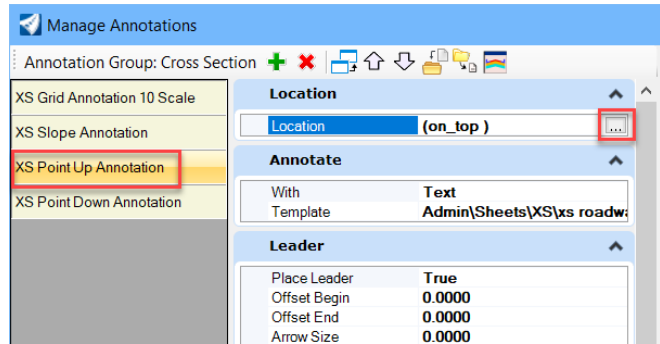 Manage Annotations
Annotation Group: Cross Section
XS Grid Annotation 10 Scale
XS Slope Annotation
XS Point Up Annotation
XS Point Down Annotation
Location
Location (on_top ) ...
Annotate
With Text
Template Admin\Sheets\XS\xs roadwa
Leader
Place Leader True
Offset Begin 0.0000
Offset End 0.0000
Arrow Size 0.0000